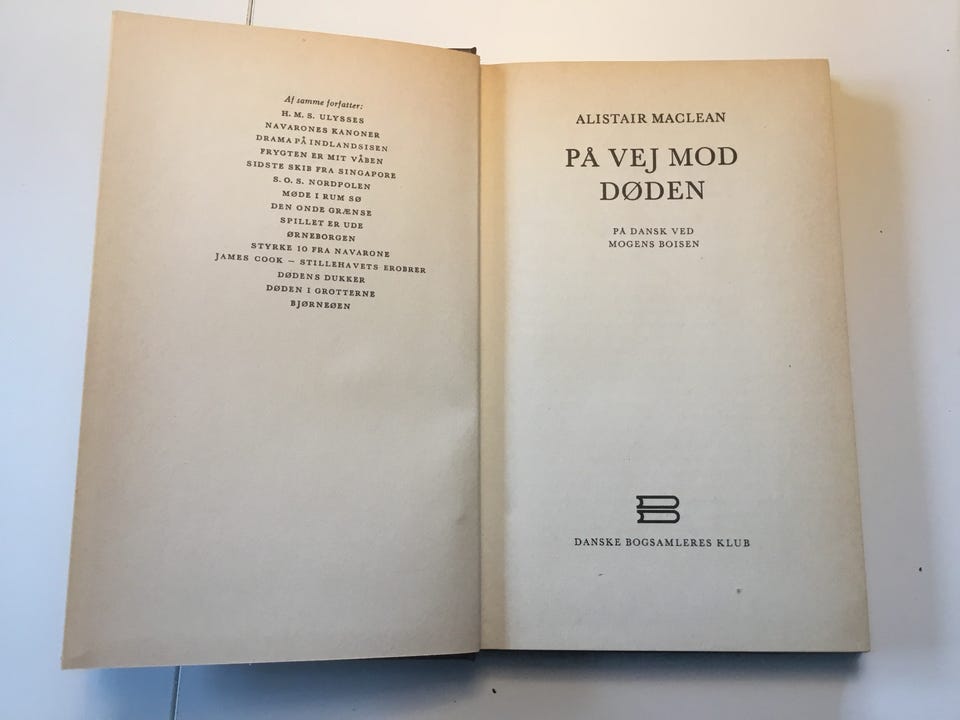 Af samme forfatter:
H. M. S. ULYSSES
NAVARONES KANONER
DRAMA PÅ INDLANDSISEN
FRYGTEN ER MIT VÅBEN
SIDSTE SKIB FRA SINGAPORE
S. O. S. NORDPOLEN
MØDE I RUM SØ
DEN ONDE GRÆNSE
SPILLET ER UDE
ØRNEBORGEN
STYRKE 10 FRA NAVARONE
JAMES COOK – STILLEHAVETS EROBRER
DØDENS DUKKER
DØDEN I GROTTERNE
BJØRNEØEN
ALISTAIR MACLEAN
PÅ VEJ MOD
DØDEN
PÅ DANSK VED
MOGENS BOISEN
DANSKE BOGSAMLERES KLUB